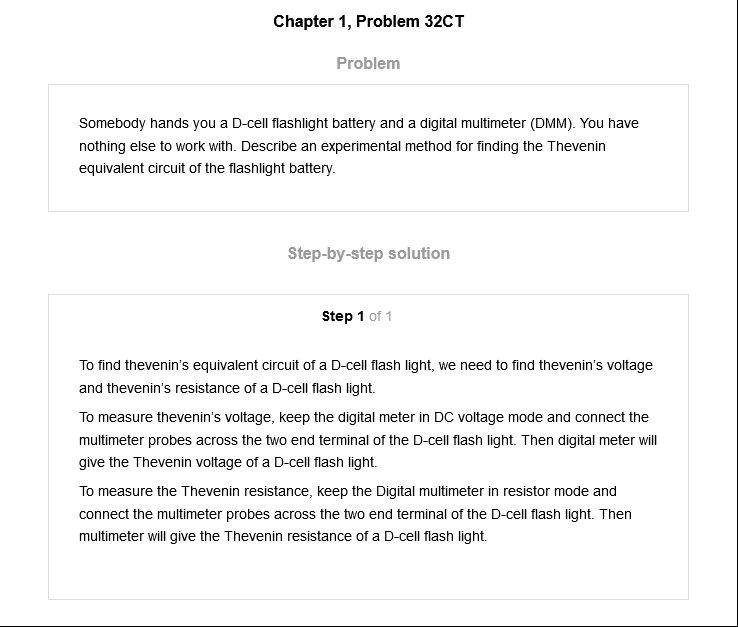 Chapter 1, Problem 32CT
Problem
Somebody hands you a D-cell flashlight battery and a digital multimeter (DMM). You have
nothing else to work with. Describe an experimental method for finding the Thevenin
equivalent circuit of the flashlight battery.
Step-by-step solution
Step 1 of 1
To find thevenin's equivalent circuit of a D-cell flash light, we need to find thevenin's voltage
and thevenin's resistance of a D-cell flash light.
To measure thevenin's voltage, keep the digital meter in DC voltage mode and connect the
multimeter probes across the two end terminal of the D-cell flash light. Then digital meter will
give the Thevenin voltage of a D-cell flash light.
To measure the Thevenin resistance, keep the Digital multimeter in resistor mode and
connect the multimeter probes across the two end terminal of the D-cell flash light. Then
multimeter will give the Thevenin resistance of a D-cell flash light.